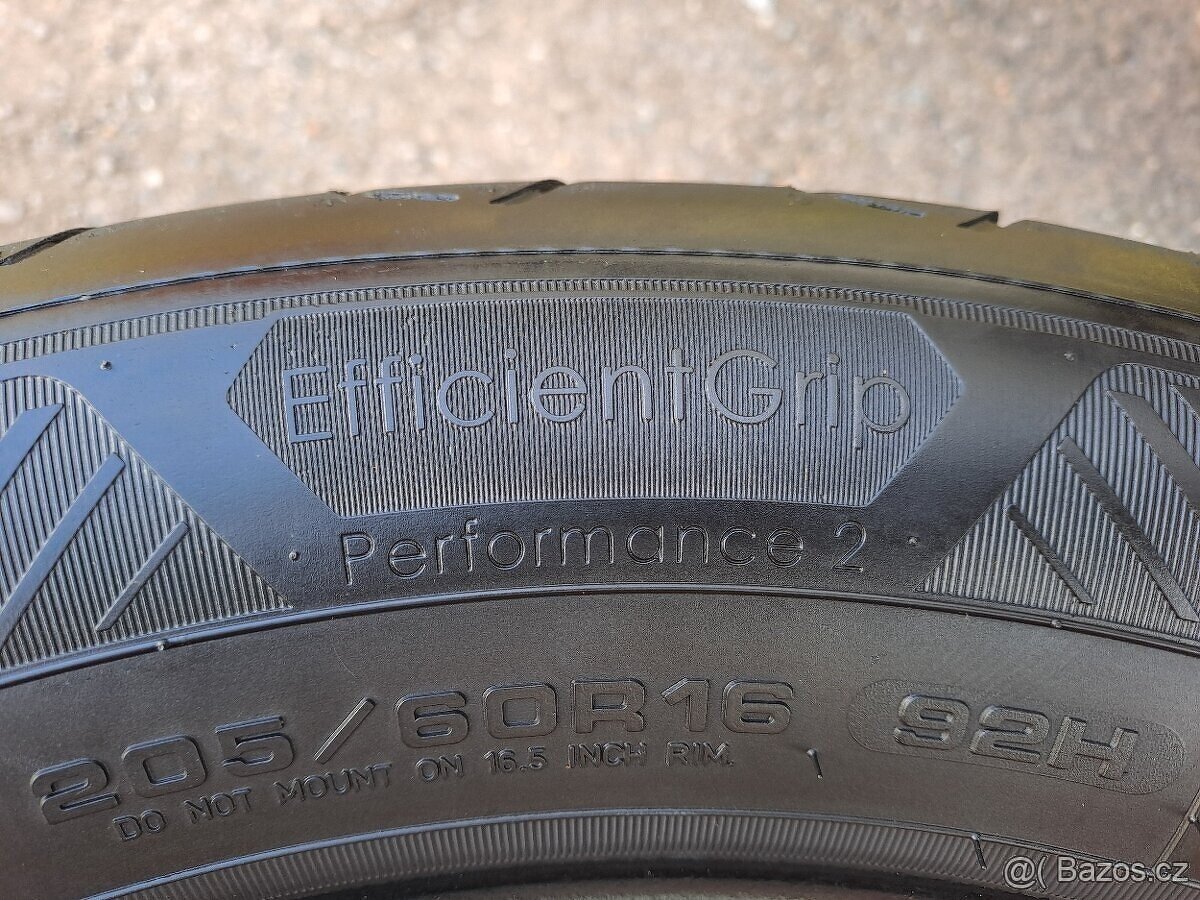 EfficientGrip
Performance 2
205/60R16 92H
DO NOT MOUNT ON 16.5 INCH RIM.
@( Bazos.cz